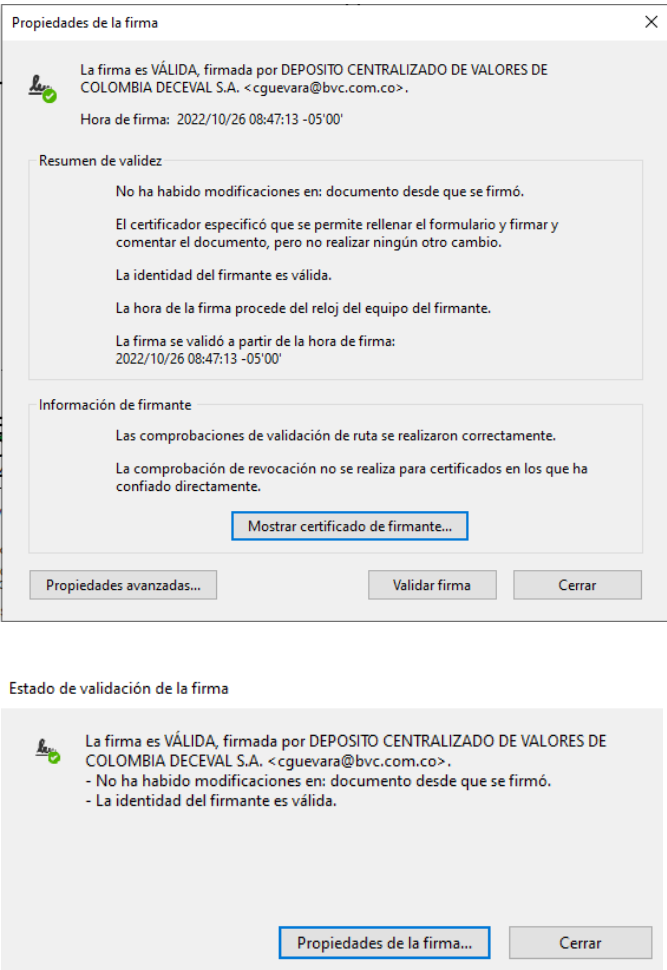 Propiedades de la firma
La firma es VÁLIDA, firmada por DEPOSITO CENTRALIZADO DE VALORES DE
COLOMBIA DECEVAL S.A. <cguevara@bvc.com.co>.
Hora de firma: 2022/10/26 08:47:13 -05'00'
Resumen de validez
No ha habido modificaciones en: documento desde que se firmó.
El certificador especificó que se permite rellenar el formulario y firmar y
comentar el documento, pero no realizar ningún otro cambio.
La identidad del firmante es válida.
La hora de la firma procede del reloj del equipo del firmante.
La firma se validó a partir de la hora de firma:
2022/10/26 08:47:13 -05'00'
Información de firmante
Las comprobaciones de validación de ruta se realizaron correctamente.
La comprobación de revocación no se realiza para certificados en los que ha
confiado directamente.
Mostrar certificado de firmante...
Propiedades avanzadas... Validar firma Cerrar
Estado de validación de la firma
La firma es VÁLIDA, firmada por DEPOSITO CENTRALIZADO DE VALORES DE
COLOMBIA DECEVAL S.A. <cguevara@bvc.com.co>.
- No ha habido modificaciones en: documento desde que se firmó.
- La identidad del firmante es válida.
Propiedades de la firma... Cerrar